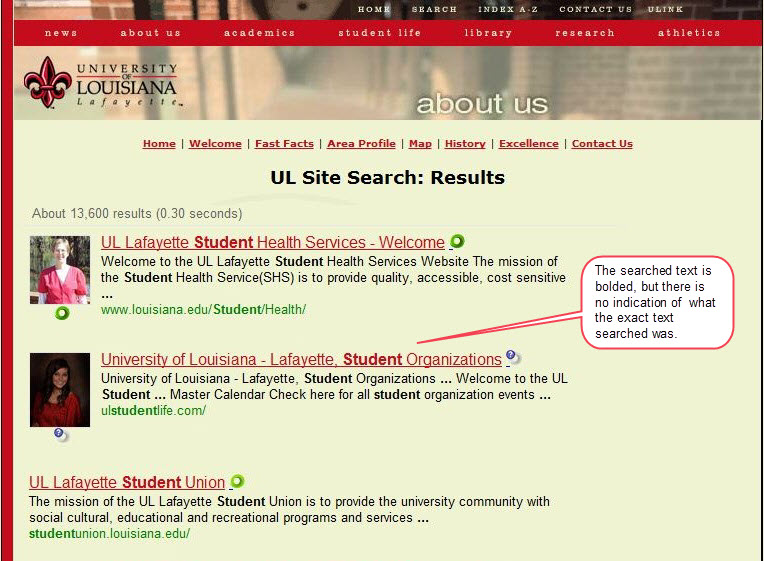 HOME SEARCH INDEX A-Z CONTACT US ULINK
news about us academics student life library research athletics
UNIVERSITY
OF
LOUISIANA
Lafayette™
about us
Home | Welcome | Fast Facts | Area Profile | Map | History | Excellence | Contact Us
UL Site Search: Results
About 13,600 results (0.30 seconds)
UL Lafayette Student Health Services - Welcome
Welcome to the UL Lafayette Student Health Services Website The mission of
the Student Health Service(SHS) is to provide quality, accessible, cost sensitive
...
www.louisiana.edu/Student/Health/
The searched text is
bolded, but there is
no indication of what
the exact text
searched was.
University of Louisiana - Lafayette, Student Organizations
University of Louisiana - Lafayette, Student Organizations ... Welcome to the UL
Student ... Master Calendar Check here for all student organization events ...
ulstudentlife.com/
UL Lafayette Student Union
The mission of the UL Lafayette Student Union is to provide the university community with
social cultural, educational and recreational programs and services ...
studentunion.louisiana.edu/